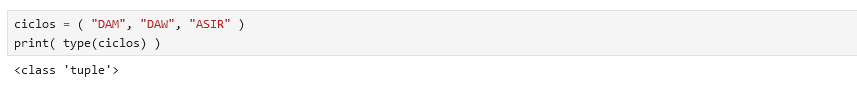 ciclos = ( "DAM", "DAW", "ASIR" )
print( type(ciclos) )
<class 'tuple'>